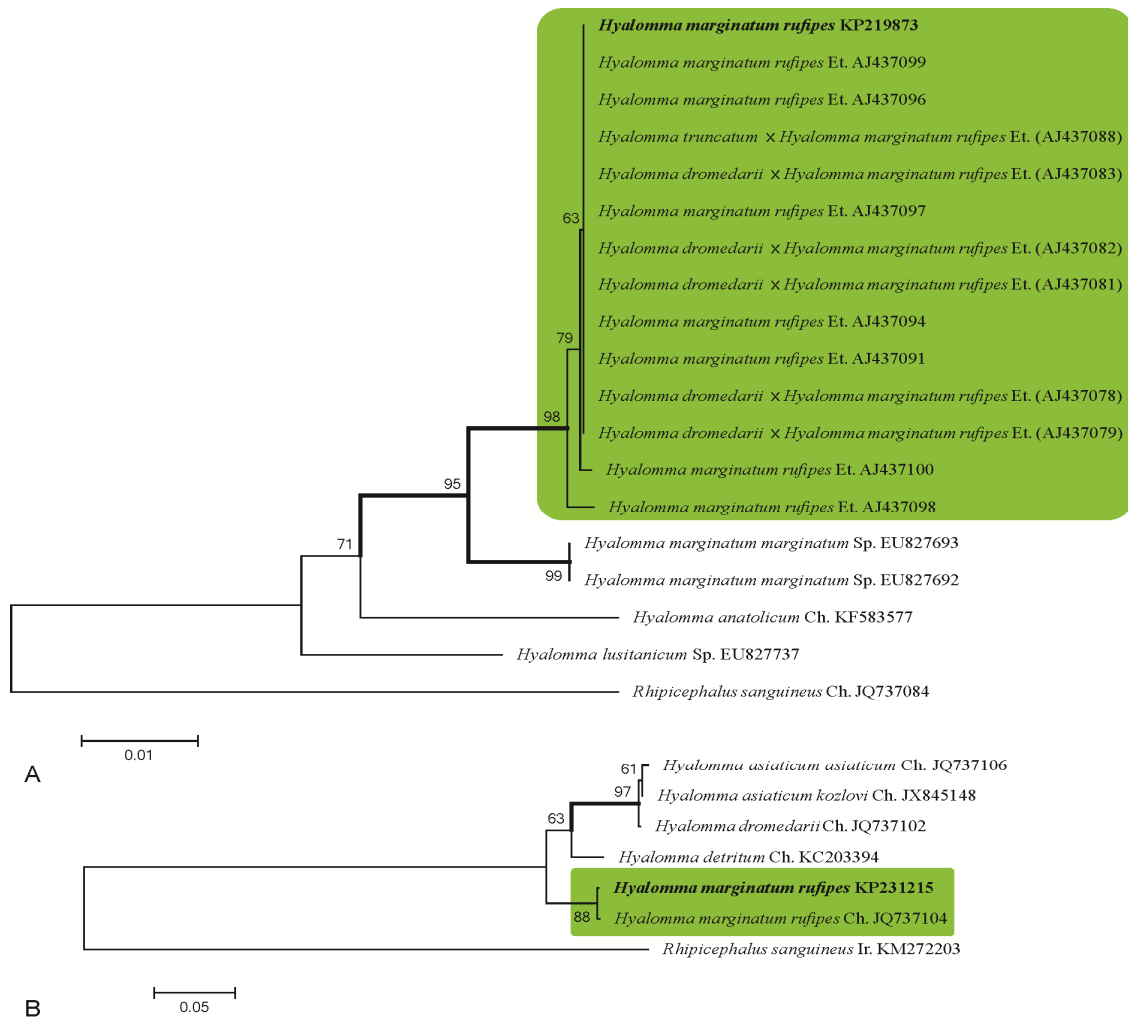 Hyalomma marginatum rufipes KP219873
Hyalomma marginatum rufipes Et. AJ437099
Hyalomma marginatum rufipes Et. AJ437096
Hyalomma truncatum × Hyalomma marginatum rufipes Et. (AJ437088)
Hyalomma dromedarii × Hyalomma marginatum rufipes Et. (AJ437083)
63
Hyalomma marginatum rufipes Et. AJ437097
Hyalomma dromedarii × Hyalomma marginatum rufipes Et. (AJ437082)
Hyalomma dromedarii × Hyalomma marginatum rufipes Et. (AJ437081)
Hyalomma marginatum rufipes Et. AJ437094
79
Hyalomma marginatum rufipes Et. AJ437091
Hyalomma dromedarii × Hyalomma marginatum rufipes Et. (AJ437078)
98
Hyalomma dromedarii × Hyalomma marginatum rufipes Et. (AJ437079)
Hyalomma marginatum rufipes Et. AJ437100
95
Hyalomma marginatum rufipes Et. AJ437098
71
Hyalomma marginatum marginatum Sp. EU827693
99
Hyalomma marginatum marginatum Sp. EU827692
Hyalomma anatolicum Ch. KF583577
Hyalomma lusitanicum Sp. EU827737
Rhipicephalus sanguineus Ch. JQ737084
0.01
A
61
Hyalomma asiaticum asiaticum Ch. JQ737106
97
Hyalomma asiaticum kozlovi Ch. JX845148
63
Hyalomma dromedarii Ch. JQ737102
Hyalomma detritum Ch. KC203394
Hyalomma marginatum rufipes KP231215
88
Hyalomma marginatum rufipes Ch. JQ737104
Rhipicephalus sanguineus Ir. KM272203
0.05
B